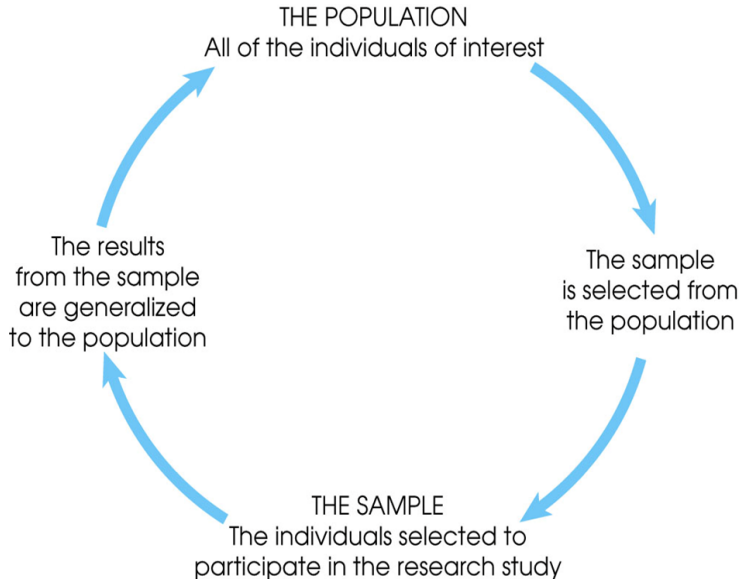 THE POPULATION
All of the individuals of interest
The sample
is selected from
the population
THE SAMPLE
The individuals selected to
participate in the research study
The results
from the sample
are generalized
to the population